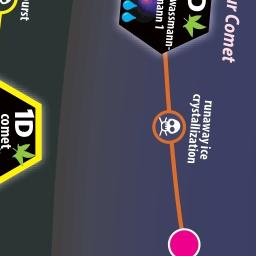 ur Comet
D
wassmann-
mann 1
runaway ice
crystallization
urst
1D
comet